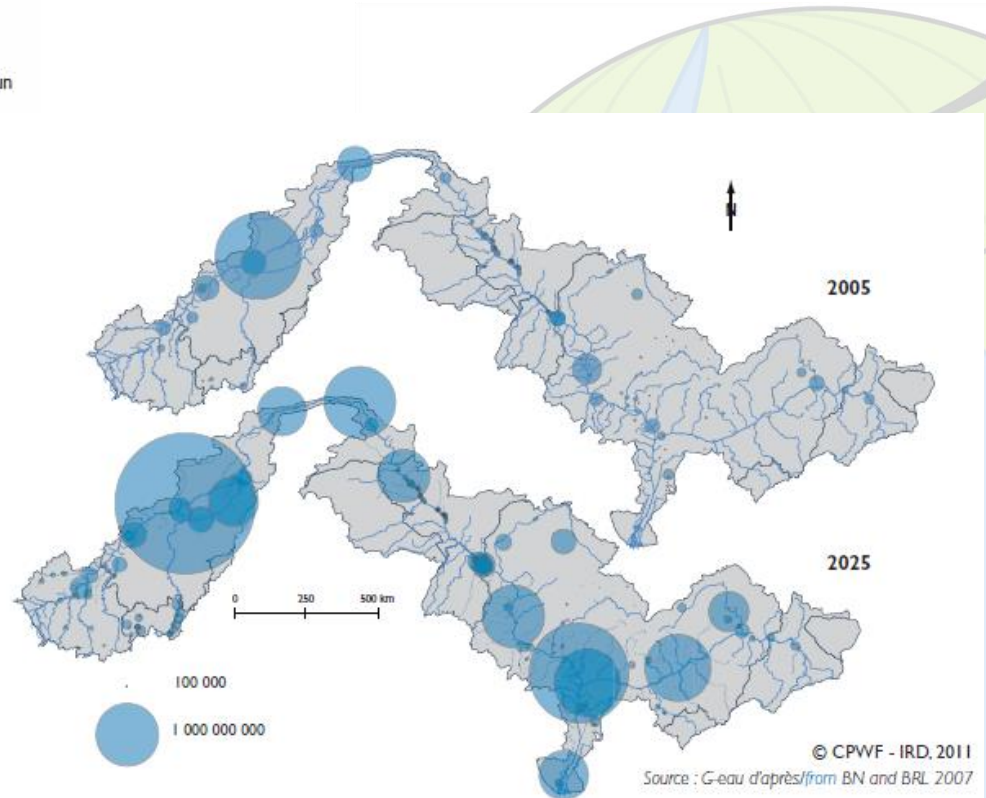 un
N
2005
2025
0 250 500 km
100 000
1 000 000 000
© CPWF - IRD, 2011
Source : G-eau d'après/from BN and BRL 2007